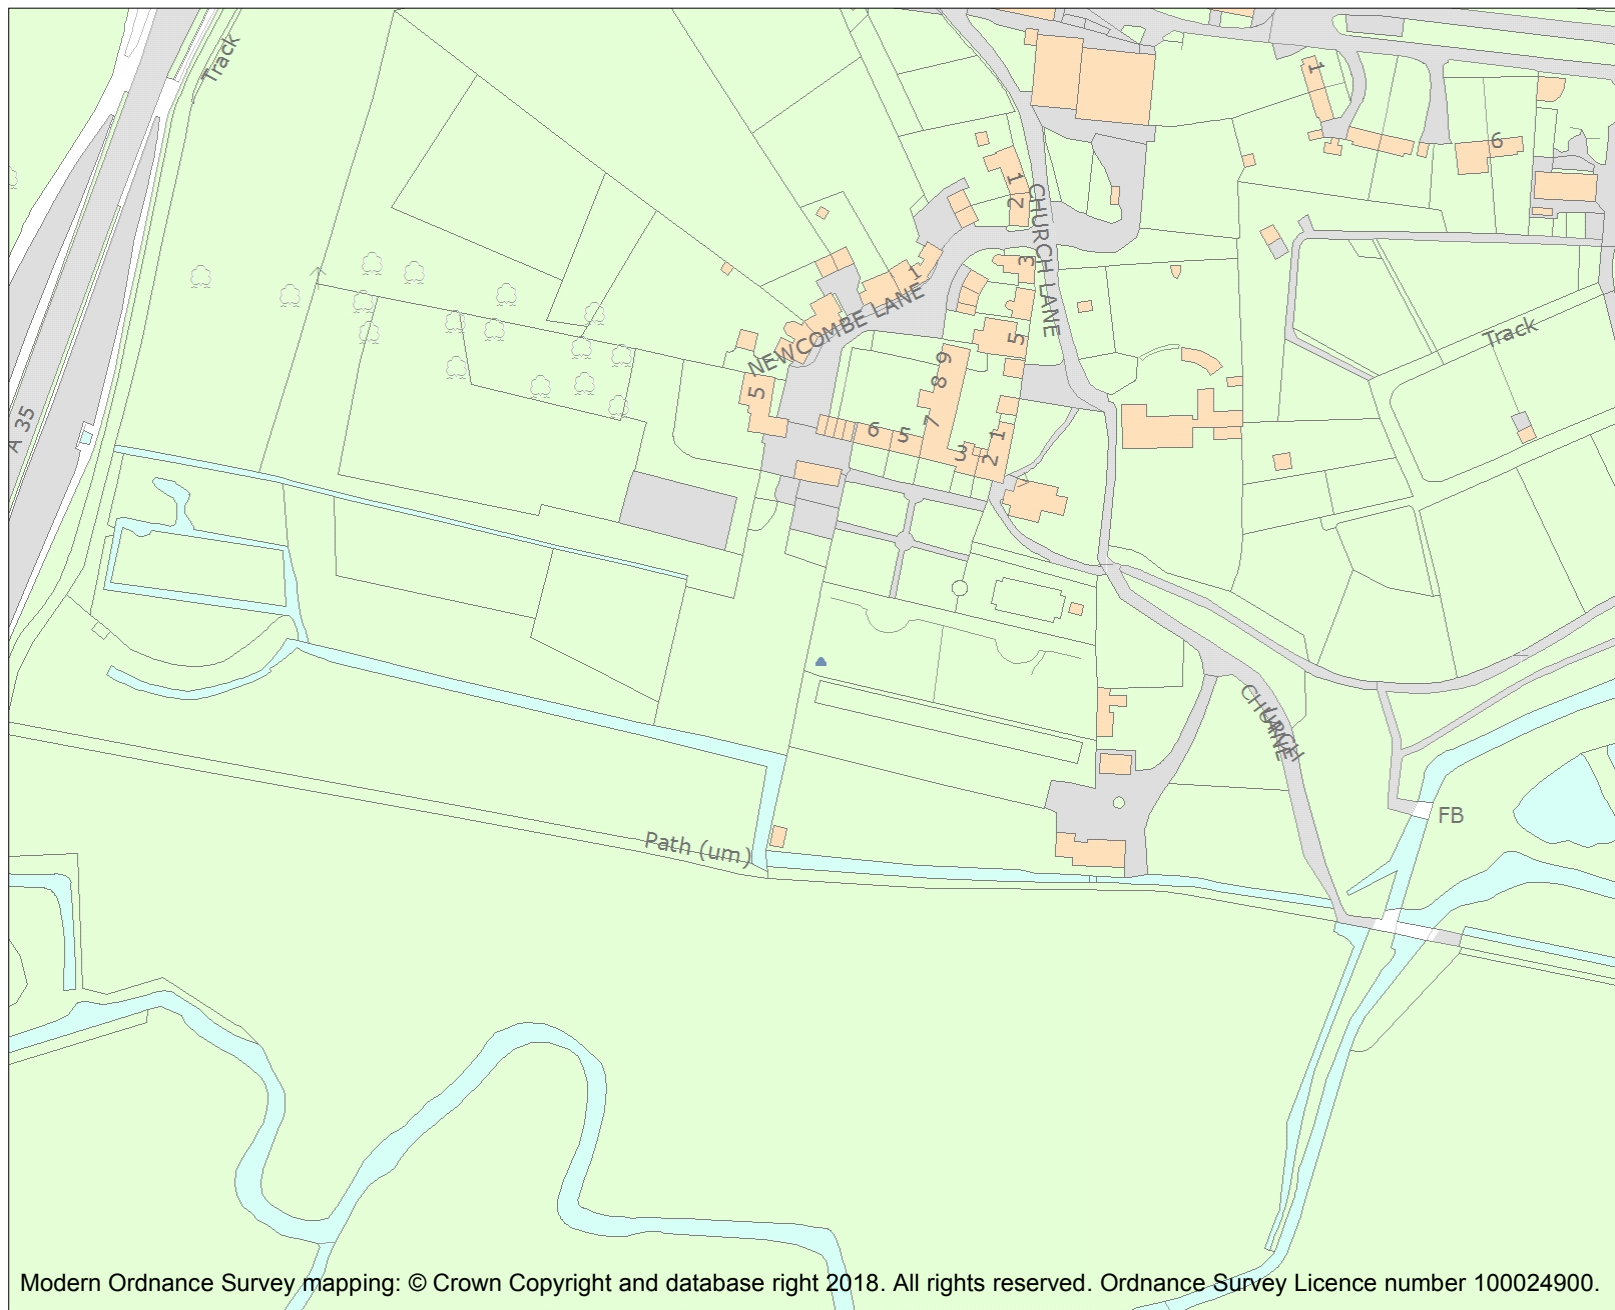 Track
1
6
1
2
CHURCH LANE
3
1
NEWCOMBE LANE
5
9
8
7
5
6
5
3
1
2
Track
A 35
CHURCH
LANE
FB
Path (um)
Modern Ordnance Survey mapping: © Crown Copyright and database right 2018. All rights reserved. Ordnance Survey Licence number 100024900.